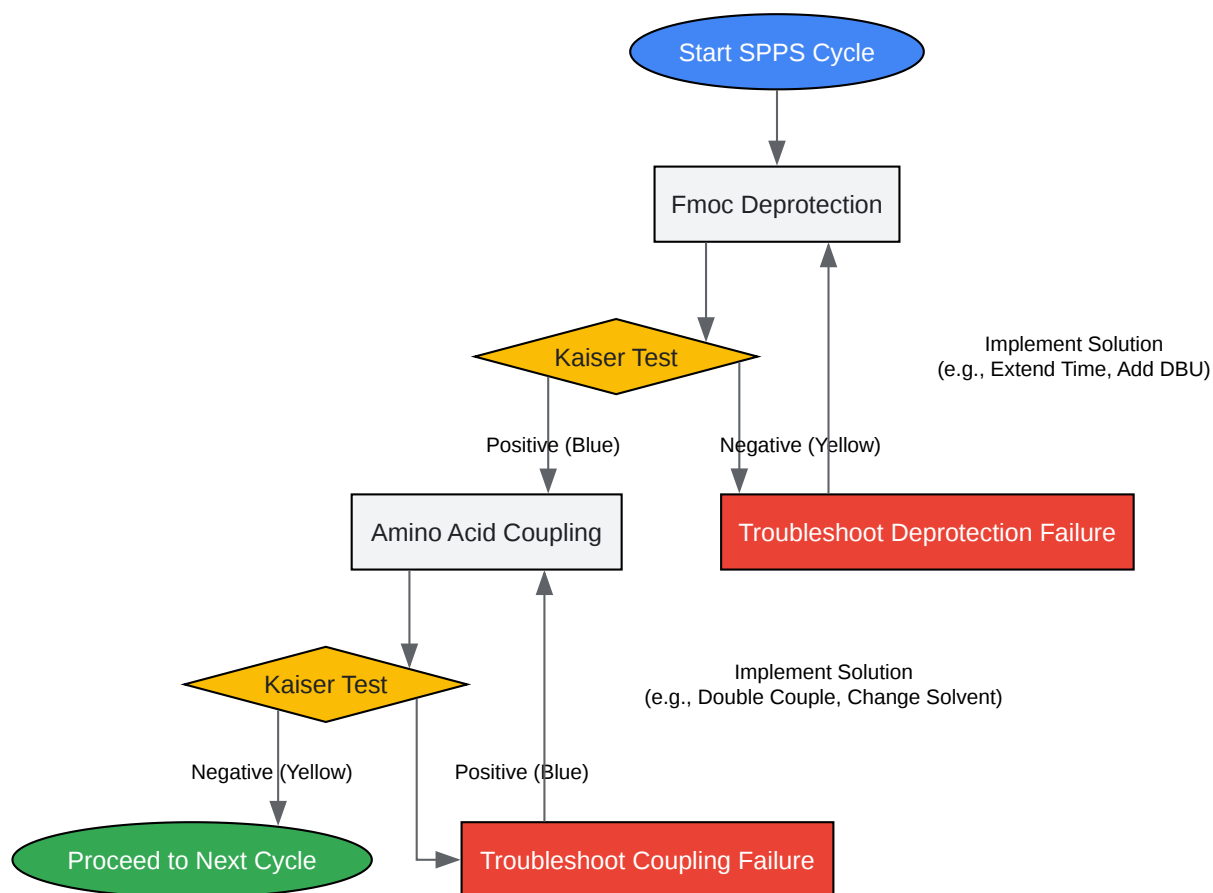 Start SPPS Cycle
Fmoc Deprotection
Kaiser Test
Implement Solution
(e.g., Extend Time, Add DBU)
Positive (Blue)
Negative (Yellow)
Amino Acid Coupling
Troubleshoot Deprotection Failure
Kaiser Test
Implement Solution
(e.g., Double Couple, Change Solvent)
Negative (Yellow)
Positive (Blue)
Proceed to Next Cycle
Troubleshoot Coupling Failure